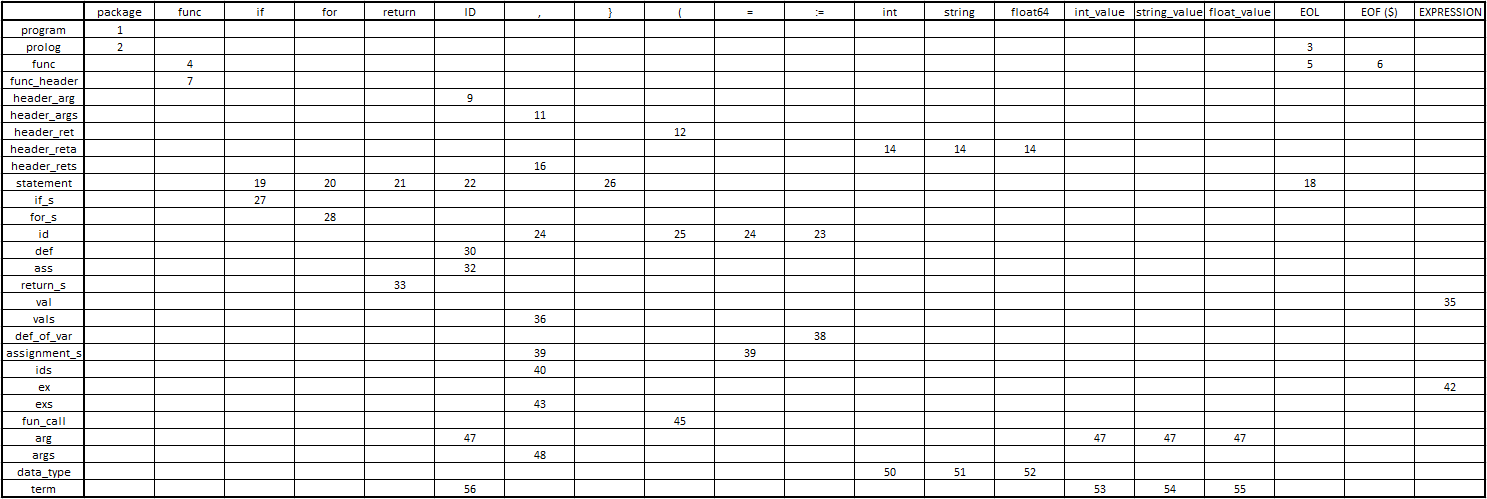 package func if for return ID , } ( = := int string float64 int_value string_value float_value EOL EOF ($) EXPRESSION
program 1
prolog 2 3
func 4 5 6
func_header 7
header_arg 9
header_args 11
header_ret 12
header_reta 14 14 14
header_rets 16
statement 19 20 21 22 26 18
if_s 27
for_s 28
id 24 25 24 23
def 30
ass 32
return_s 33
val 35
vals 36
def_of_var 38
assignment_s 39 39
ids 40
ex 42
exs 43
fun_call 45
arg 47 47 47 47
args 48
data_type 50 51 52
term 56 53 54 55